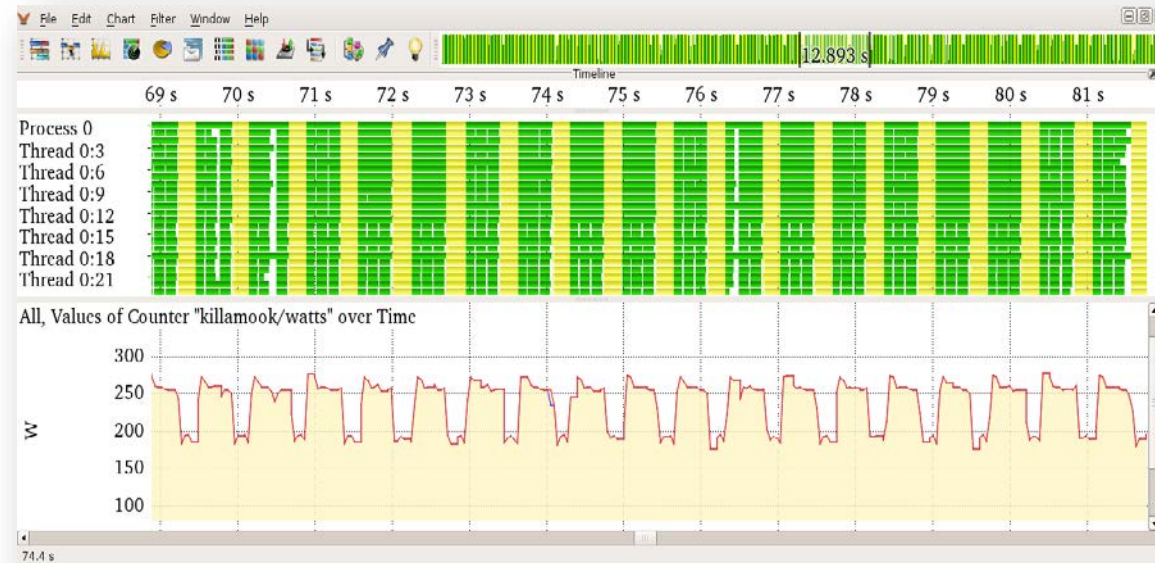 File Edit Chart Filter Window Help
12.893 s
Timeline
69 s 70 s 71 s 72 s 73 s 74 s 75 s 76 s 77 s 78 s 79 s 80 s 81 s
Process 0
Thread 0:3
Thread 0:6
Thread 0:9
Thread 0:12
Thread 0:15
Thread 0:18
Thread 0:21
All, Values of Counter "killamook/watts" over Time
300
250
W 200
150
100
74.4 s